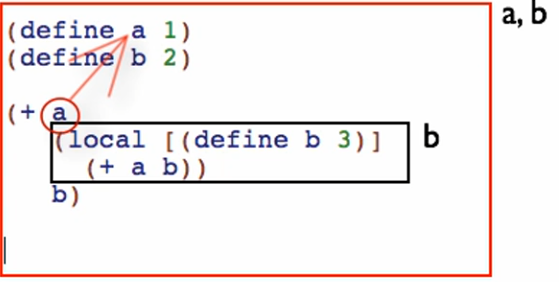 a, b
(define a 1)
(define b 2)
(+ a
(local [(define b 3)]
b
(+ a b))
b)